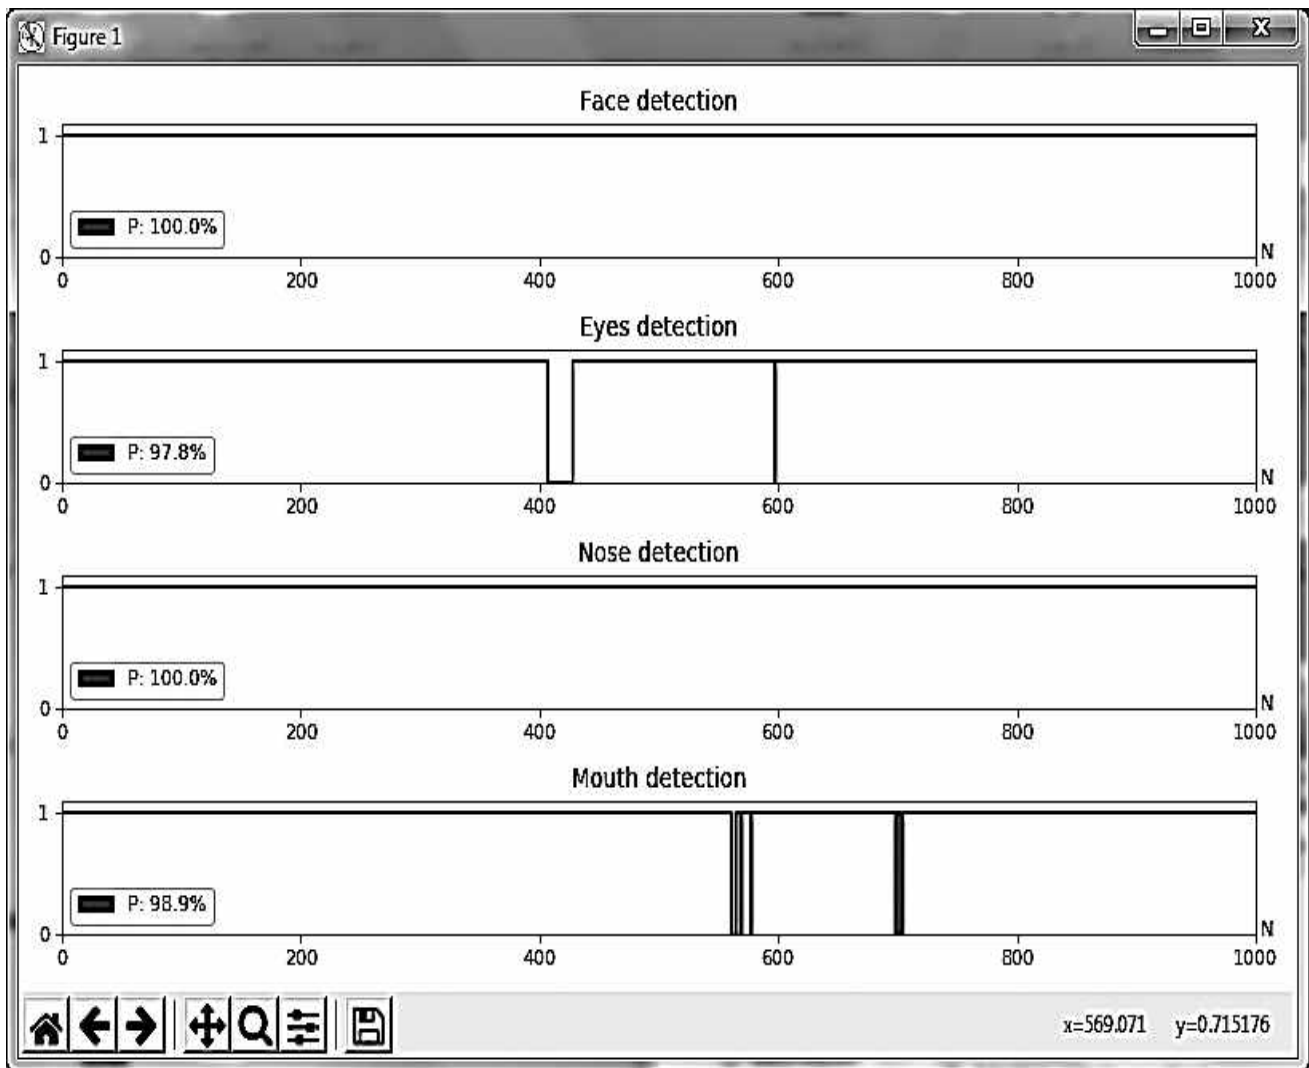 Figure 1
Face detection
1
P: 100.0%
0
N
0 200 400 600 800 1000
Eyes detection
1
P: 97.8%
0
N
0 200 400 600 800 1000
Nose detection
1
P: 100.0%
0
N
0 200 400 600 800 1000
Mouth detection
1
P: 98.9%
0
N
0 200 400 600 800 1000
x=569.071 y=0.715176